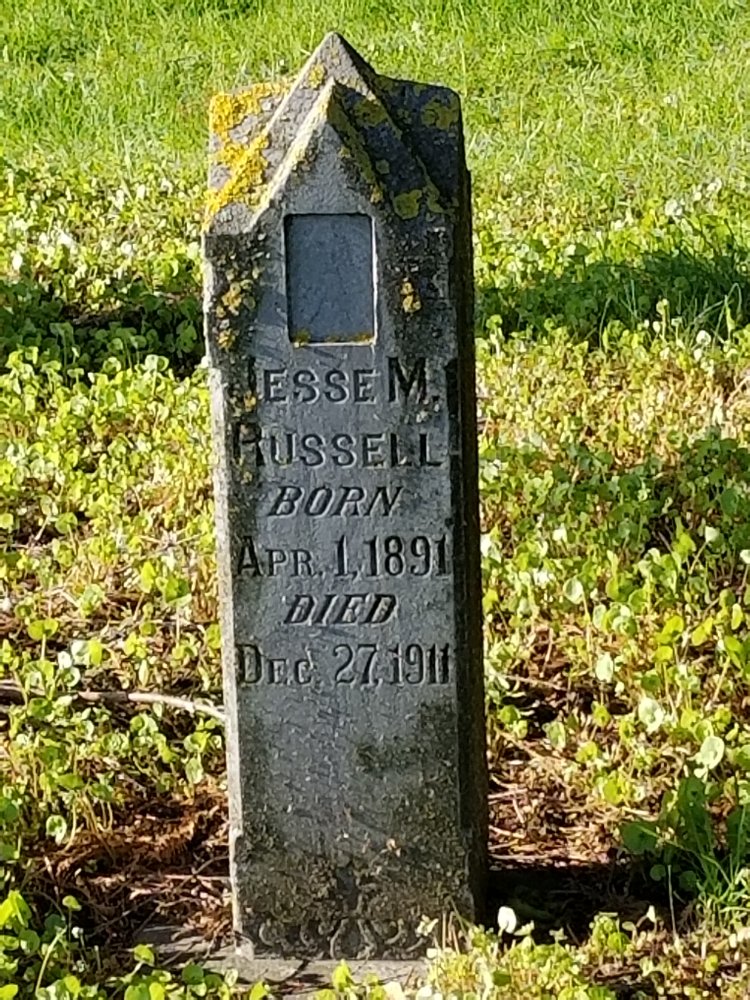 JESSE M.
RUSSELL
BORN
APR. 1, 1891
DIED
DEC. 27, 1911